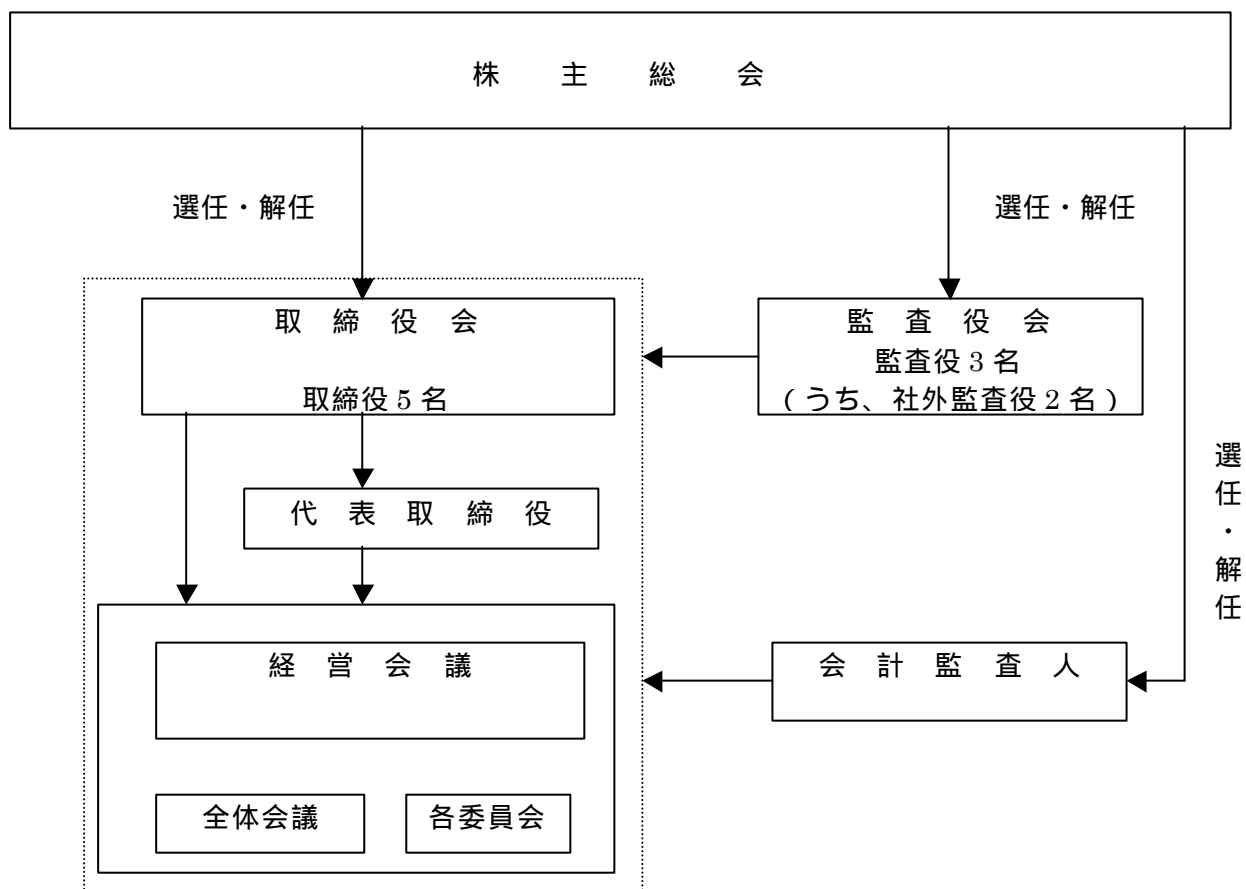 株主総会
選任・解任
選任・解任
取締役会
取締役5名
監査役会
監査役3名
(うち、社外監査役2名)
選任・解任
代表取締役
経営会議
会計監査人
全体会議
各委員会